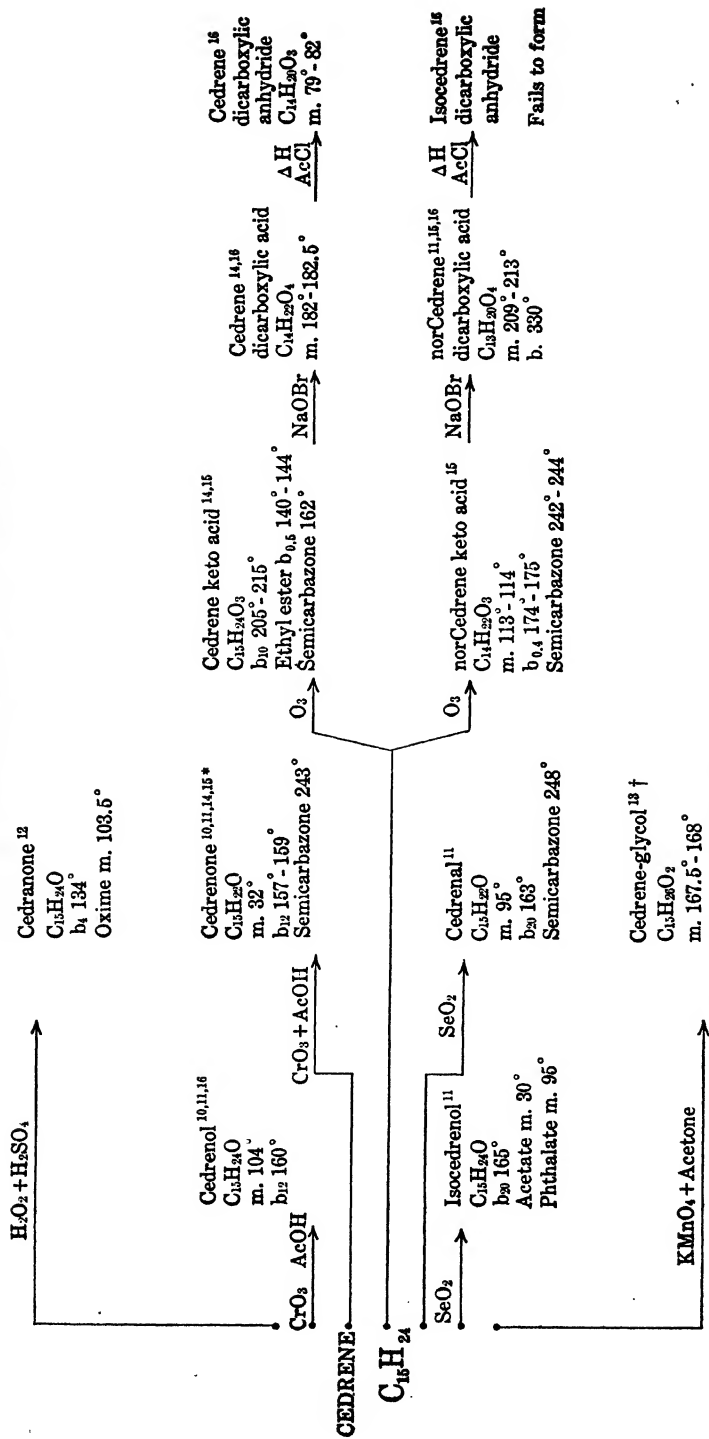 H₂O₂ + H₂SO₄
Cedranone ¹²
C₁₅H₂₄O
b₄ 134°
Oxime m. 103.5°
CrO₃ AcOH
Cedrenol ¹⁰,¹¹,¹⁶
C₁₅H₂₄O
m. 104°
b₁₂ 160°
CrO₃ + AcOH
Cedrenone ¹⁰,¹¹,¹⁴,¹⁵ *
C₁₅H₂₂O
m. 32°
b₁₂ 157°-159°
Semicarbazone 243°
CEDRENE
C₁₅H₂₄
O₃
Cedrene keto acid ¹⁴,¹⁵
C₁₅H₂₄O₃
b₁₀ 205°-215°
Ethyl ester b₀.₅ 140°-144°
Semicarbazone 162°
NaOBr
Cedrene ¹⁴,¹⁶
dicarboxylic acid
C₁₄H₂₂O₄
m. 182°-182.5°
ΔH
AcCl
Cedrene ¹⁶
dicarboxylic
anhydride
C₁₄H₂₀O₃
m. 79°-82°
O₃
norCedrene keto acid ¹⁵
C₁₄H₂₂O₃
m. 113°-114°
b₀.₄ 174°-175°
Semicarbazone 242°-244°
NaOBr
norCedrene ¹¹,¹⁵,¹⁶
dicarboxylic acid
C₁₃H₂₀O₄
m. 209°-213°
b. 330°
ΔH
AcCl
Isocedrene ¹⁵
dicarboxylic
anhydride
Fails to form
SeO₂
Isocedrenol ¹¹
C₁₅H₂₄O
b₂₀ 165°
Acetate m. 30°
Phthalate m. 95°
SeO₂
Cedrenal ¹¹
C₁₅H₂₂O
m. 95°
b₂₀ 163°
Semicarbazone 248°
KMnO₄ + Acetone
Cedrene-glycol ¹³ †
C₁₅H₂₆O₂
m. 167.5°-168°